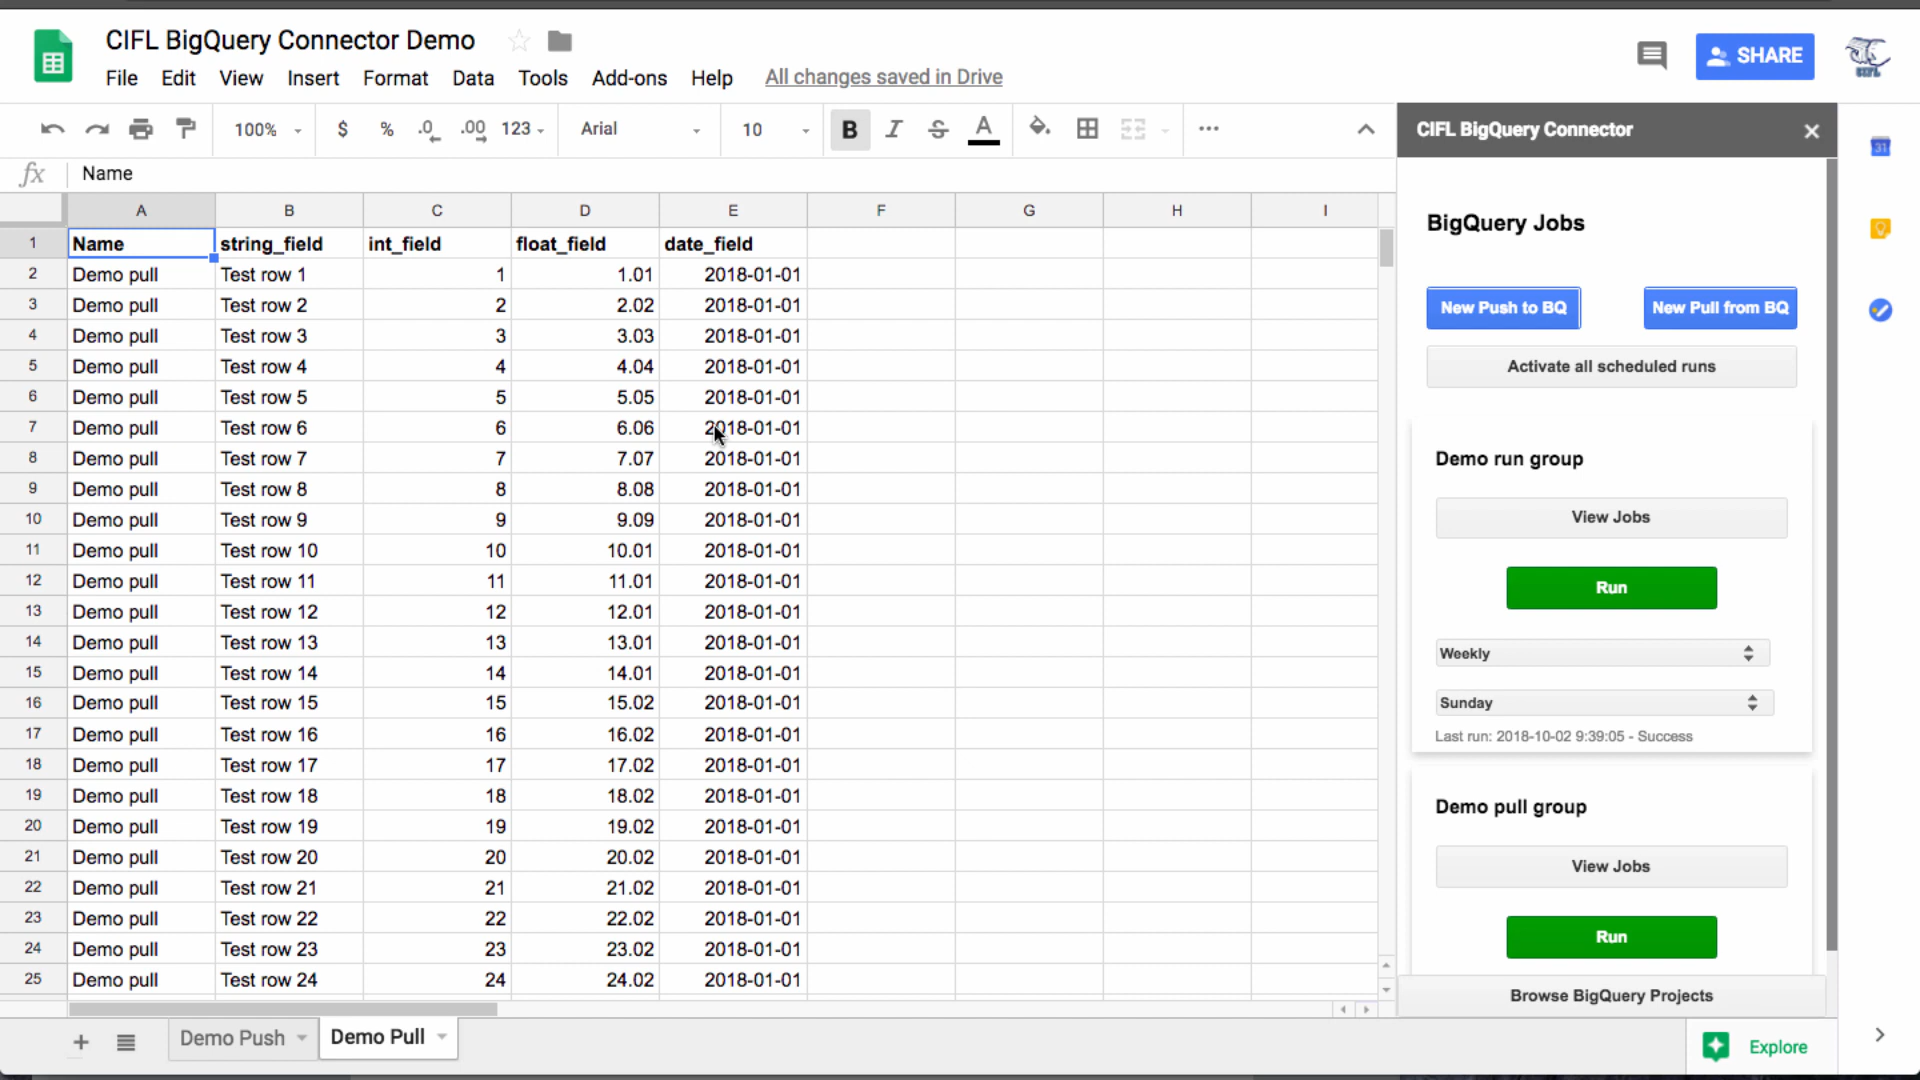 CIFL BigQuery Connector Demo
File Edit View Insert Format Data Tools Add-ons Help All changes saved in Drive
SHARE
CIFL
100% $ % .0 .00 123 Arial 10 B I S A
CIFL BigQuery Connector
31
fx Name
A B C D E F G H I
1 Name string_field int_field float_field date_field
2 Demo pull Test row 1 1 1.01 2018-01-01
3 Demo pull Test row 2 2 2.02 2018-01-01
4 Demo pull Test row 3 3 3.03 2018-01-01
5 Demo pull Test row 4 4 4.04 2018-01-01
6 Demo pull Test row 5 5 5.05 2018-01-01
7 Demo pull Test row 6 6 6.06 2018-01-01
8 Demo pull Test row 7 7 7.07 2018-01-01
9 Demo pull Test row 8 8 8.08 2018-01-01
10 Demo pull Test row 9 9 9.09 2018-01-01
11 Demo pull Test row 10 10 10.01 2018-01-01
12 Demo pull Test row 11 11 11.01 2018-01-01
13 Demo pull Test row 12 12 12.01 2018-01-01
14 Demo pull Test row 13 13 13.01 2018-01-01
15 Demo pull Test row 14 14 14.01 2018-01-01
16 Demo pull Test row 15 15 15.02 2018-01-01
17 Demo pull Test row 16 16 16.02 2018-01-01
18 Demo pull Test row 17 17 17.02 2018-01-01
19 Demo pull Test row 18 18 18.02 2018-01-01
20 Demo pull Test row 19 19 19.02 2018-01-01
21 Demo pull Test row 20 20 20.02 2018-01-01
22 Demo pull Test row 21 21 21.02 2018-01-01
23 Demo pull Test row 22 22 22.02 2018-01-01
24 Demo pull Test row 23 23 23.02 2018-01-01
25 Demo pull Test row 24 24 24.02 2018-01-01
BigQuery Jobs
New Push to BQ New Pull from BQ
Activate all scheduled runs
Demo run group
View Jobs
Run
Weekly
Sunday
Last run: 2018-10-02 9:39:05 - Success
Demo pull group
View Jobs
Run
Browse BigQuery Projects
Demo Push Demo Pull
Explore